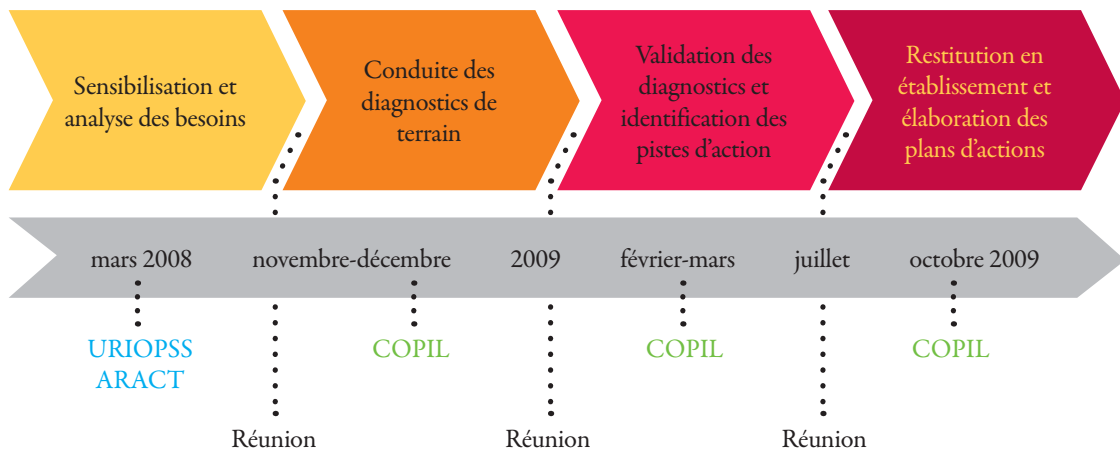 Sensibilisation et
analyse des besoins
Conduite des
diagnostics de
terrain
Validation des
diagnostics et
identification des
pistes d’action
Restitution en
établissement et
élaboration des
plans d’actions
mars 2008
novembre-décembre
2009
février-mars
juillet
octobre 2009
URIOPSS
ARACT
COPIL
COPIL
COPIL
Réunion
Réunion
Réunion